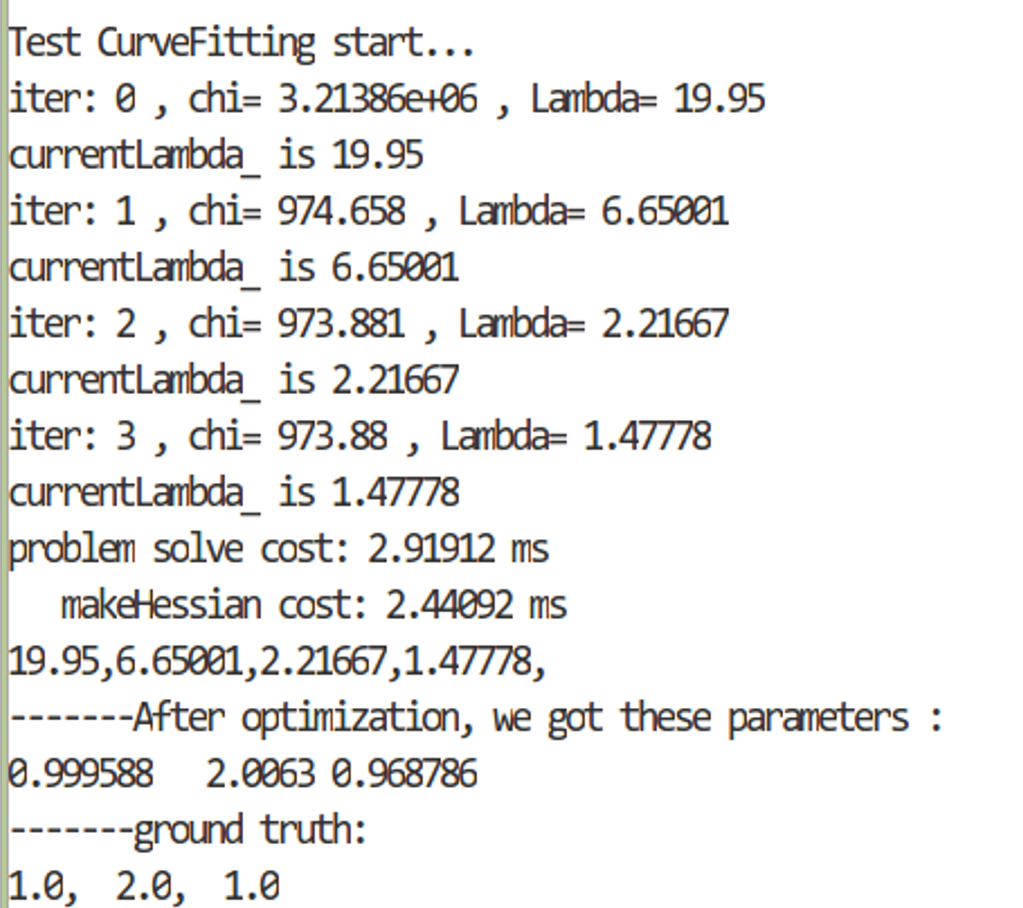 Test CurveFitting start...
iter: 0 , chi= 3.21386e+06 , Lambda= 19.95
currentLambda_ is 19.95
iter: 1 , chi= 974.658 , Lambda= 6.65001
currentLambda_ is 6.65001
iter: 2 , chi= 973.881 , Lambda= 2.21667
currentLambda_ is 2.21667
iter: 3 , chi= 973.88 , Lambda= 1.47778
currentLambda_ is 1.47778
problem solve cost: 2.91912 ms
   makeHessian cost: 2.44092 ms
19.95,6.65001,2.21667,1.47778,
-------After optimization, we got these parameters :
0.999588   2.0063 0.968786
-------ground truth:
1.0,  2.0,  1.0